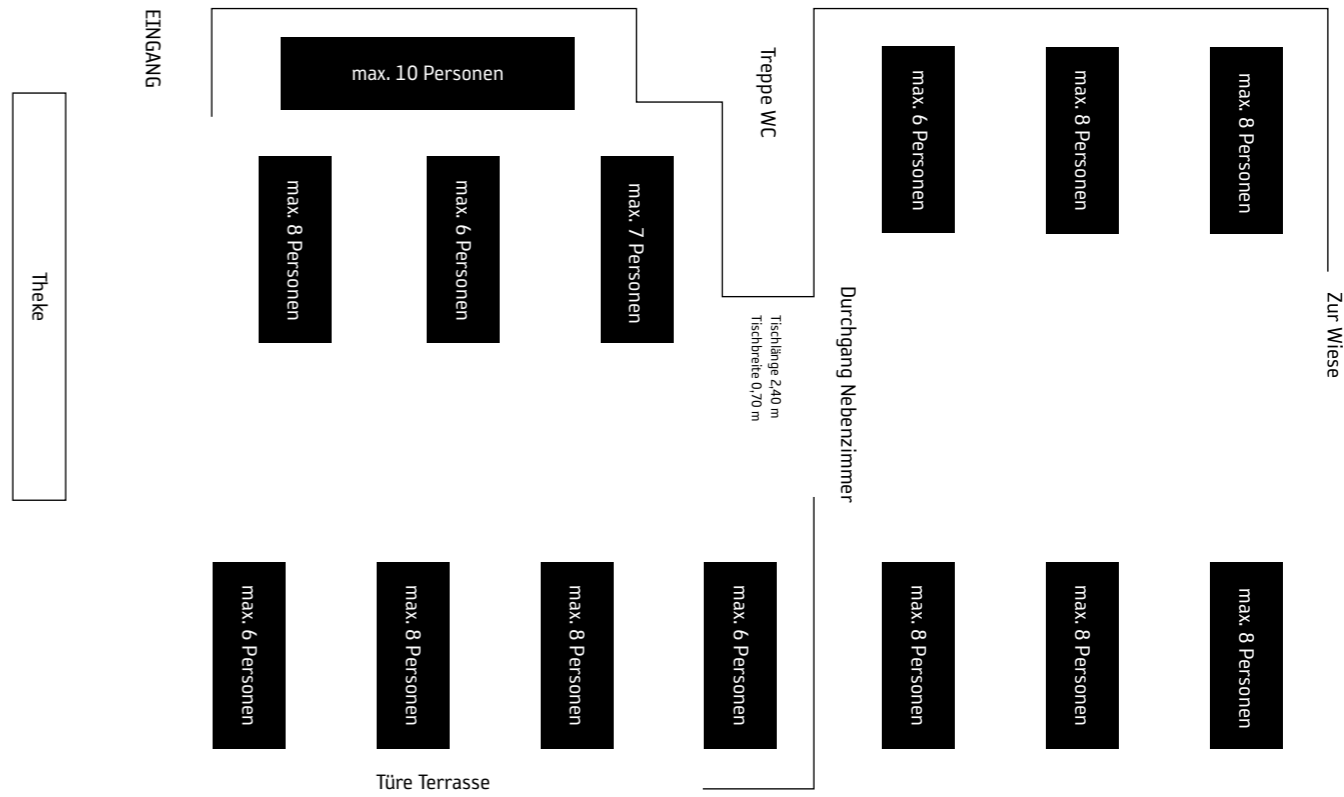 EINGANG
max. 10 Personen
Treppe WC
max. 6 Personen
max. 8 Personen
max. 8 Personen
max. 8 Personen
max. 6 Personen
max. 7 Personen
Theke
Tischlänge 2,40 m
Tischbreite 0,70 m
Durchgang Nebenzimmer
Zur Wiese
max. 6 Personen
max. 8 Personen
max. 8 Personen
max. 6 Personen
max. 8 Personen
max. 8 Personen
max. 8 Personen
Türe Terrasse